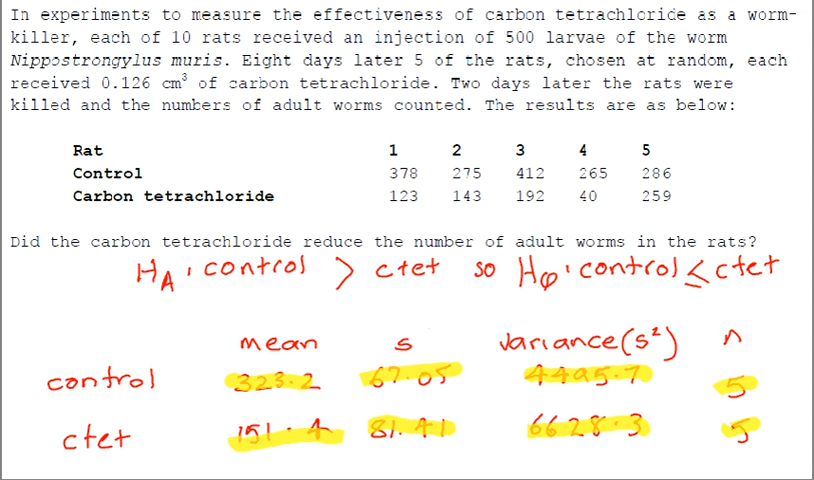 In experiments to measure the effectiveness of carbon tetrachloride as a worm-
killer, each of 10 rats received an injection of 500 larvae of the worm
Nippostrongylus muris. Eight days later 5 of the rats, chosen at random, each
received 0.126 cm³ of carbon tetrachloride. Two days later the rats were
killed and the numbers of adult worms counted. The results are as below:
Rat 1 2 3 4 5
Control 378 275 412 265 286
Carbon tetrachloride 123 143 192 40 259
Did the carbon tetrachloride reduce the number of adult worms in the rats?
HA: control > ctet so Hφ: control ≤ ctet
mean s variance (s²) n
control 323.2 67.05 4495.7 5
ctet 151.4 81.41 6628.3 5